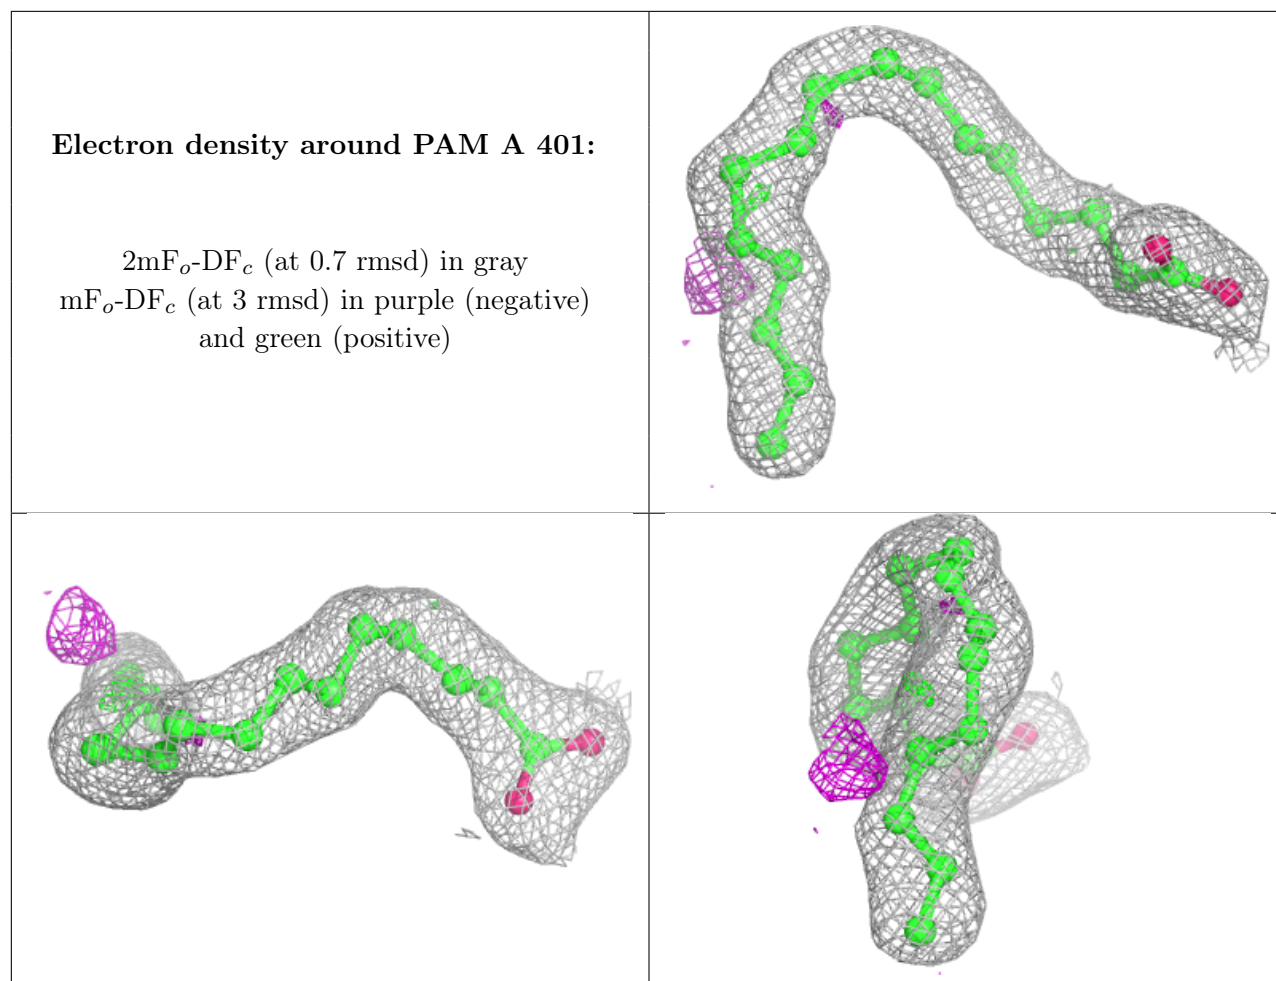 Electron density around PAM A 401:
2mFo-DFc (at 0.7 rmsd) in gray
mFo-DFc (at 3 rmsd) in purple (negative)
and green (positive)